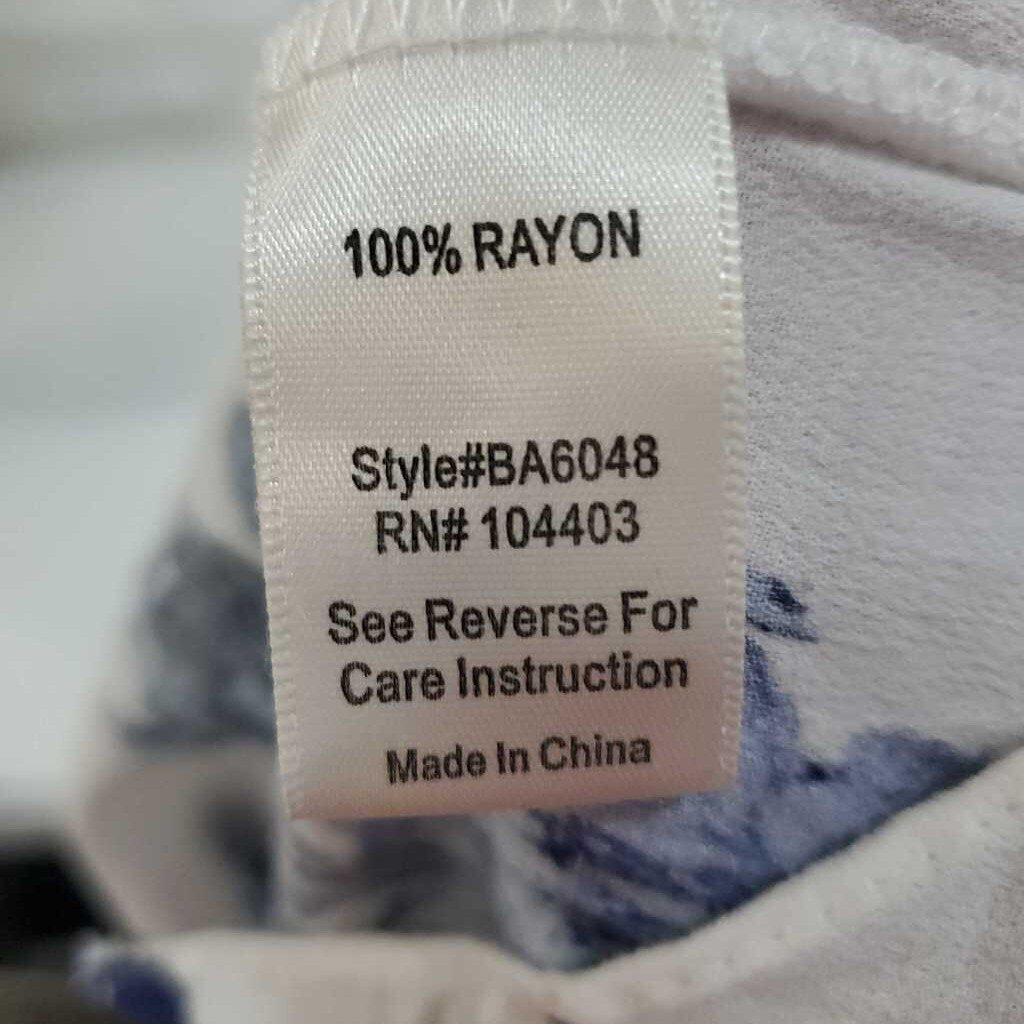 100% RAYON
Style#BA6048
RN# 104403
See Reverse For
Care Instruction
Made In China